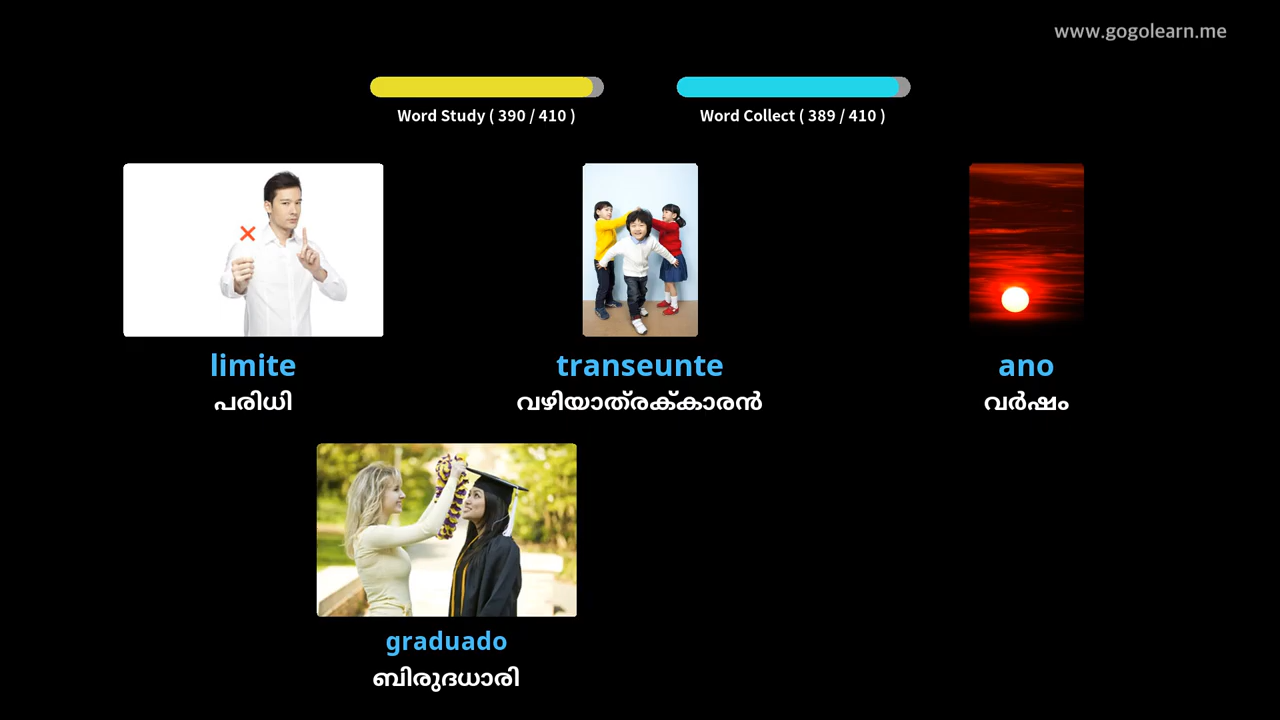 www.gogolearn.me
Word Study ( 390 / 410 )
Word Collect ( 389 / 410 )
limite
പരിധി
transeunte
വഴിയാത്രക്കാരൻ
ano
വർഷം
graduado
ബിരുദധാരി